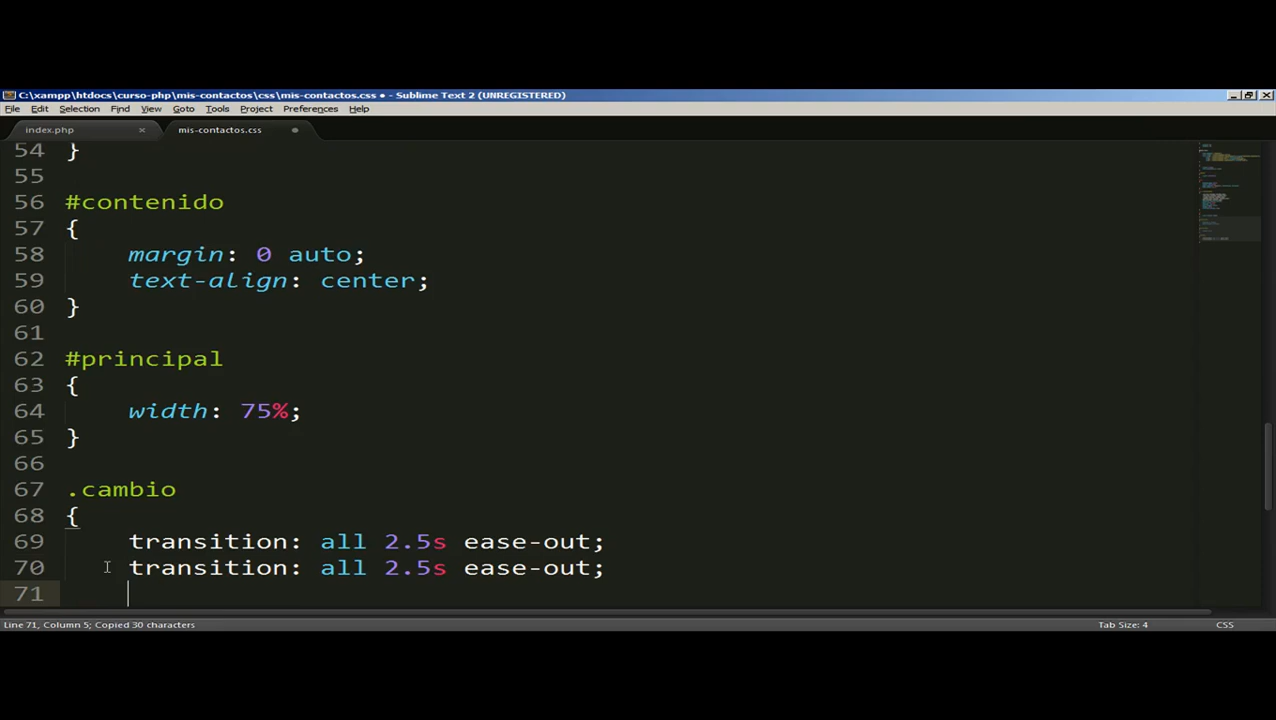 C:\xampp\htdocs\curso-php\mis-contactos\css\mis-contactos.css • - Sublime Text 2 (UNREGISTERED)
File Edit Selection Find View Goto Tools Project Preferences Help
index.php × mis-contactos.css
54 }
55
56 #contenido
57 {
58 margin: 0 auto;
59 text-align: center;
60 }
61
62 #principal
63 {
64 width: 75%;
65 }
66
67 .cambio
68 {
69 transition: all 2.5s ease-out;
70 transition: all 2.5s ease-out;
71
Line 71, Column 5; Copied 30 characters Tab Size: 4 CSS